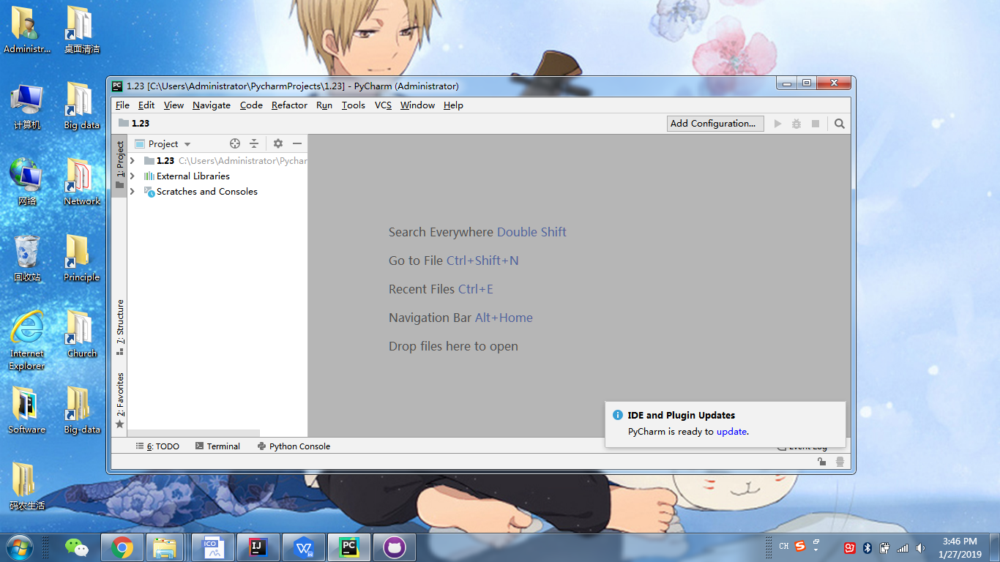 Administr...
桌面清洁
计算机
Big data
网络
Network
回收站
Principle
Internet
Explorer
Church
Software
Big-data
码农生活
PC
1.23 [C:\Users\Administrator\PycharmProjects\1.23] - PyCharm (Administrator)
File Edit View Navigate Code Refactor Run Tools VCS Window Help
1.23
Add Configuration...
1: Project
Project
1.23 C:\Users\Administrator\Pychar
External Libraries
Scratches and Consoles
7: Structure
2: Favorites
Search Everywhere Double Shift
Go to File Ctrl+Shift+N
Recent Files Ctrl+E
Navigation Bar Alt+Home
Drop files here to open
IDE and Plugin Updates
PyCharm is ready to update.
6: TODO
Terminal
Python Console
Event Log
ICO
IJ
W
PC
CH
S
3:46 PM
1/27/2019